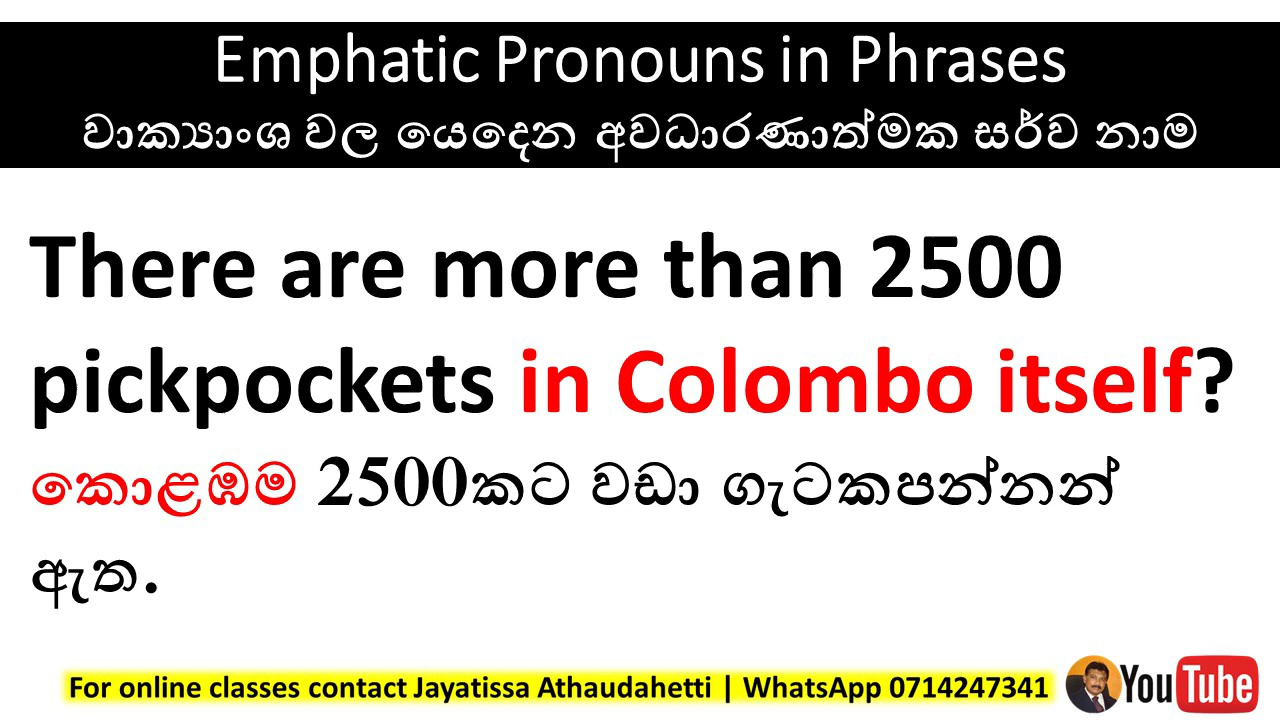 Emphatic Pronouns in Phrases
වාක්‍යාංශ වල යෙදෙන අවධාරණාත්මක සර්ව නාම
There are more than 2500
pickpockets in Colombo itself?
කොළඹම 2500කට වඩා ගැටකපන්නන්
ඇත.
For online classes contact Jayatissa Athaudahetti | WhatsApp 0714247341
YouTube